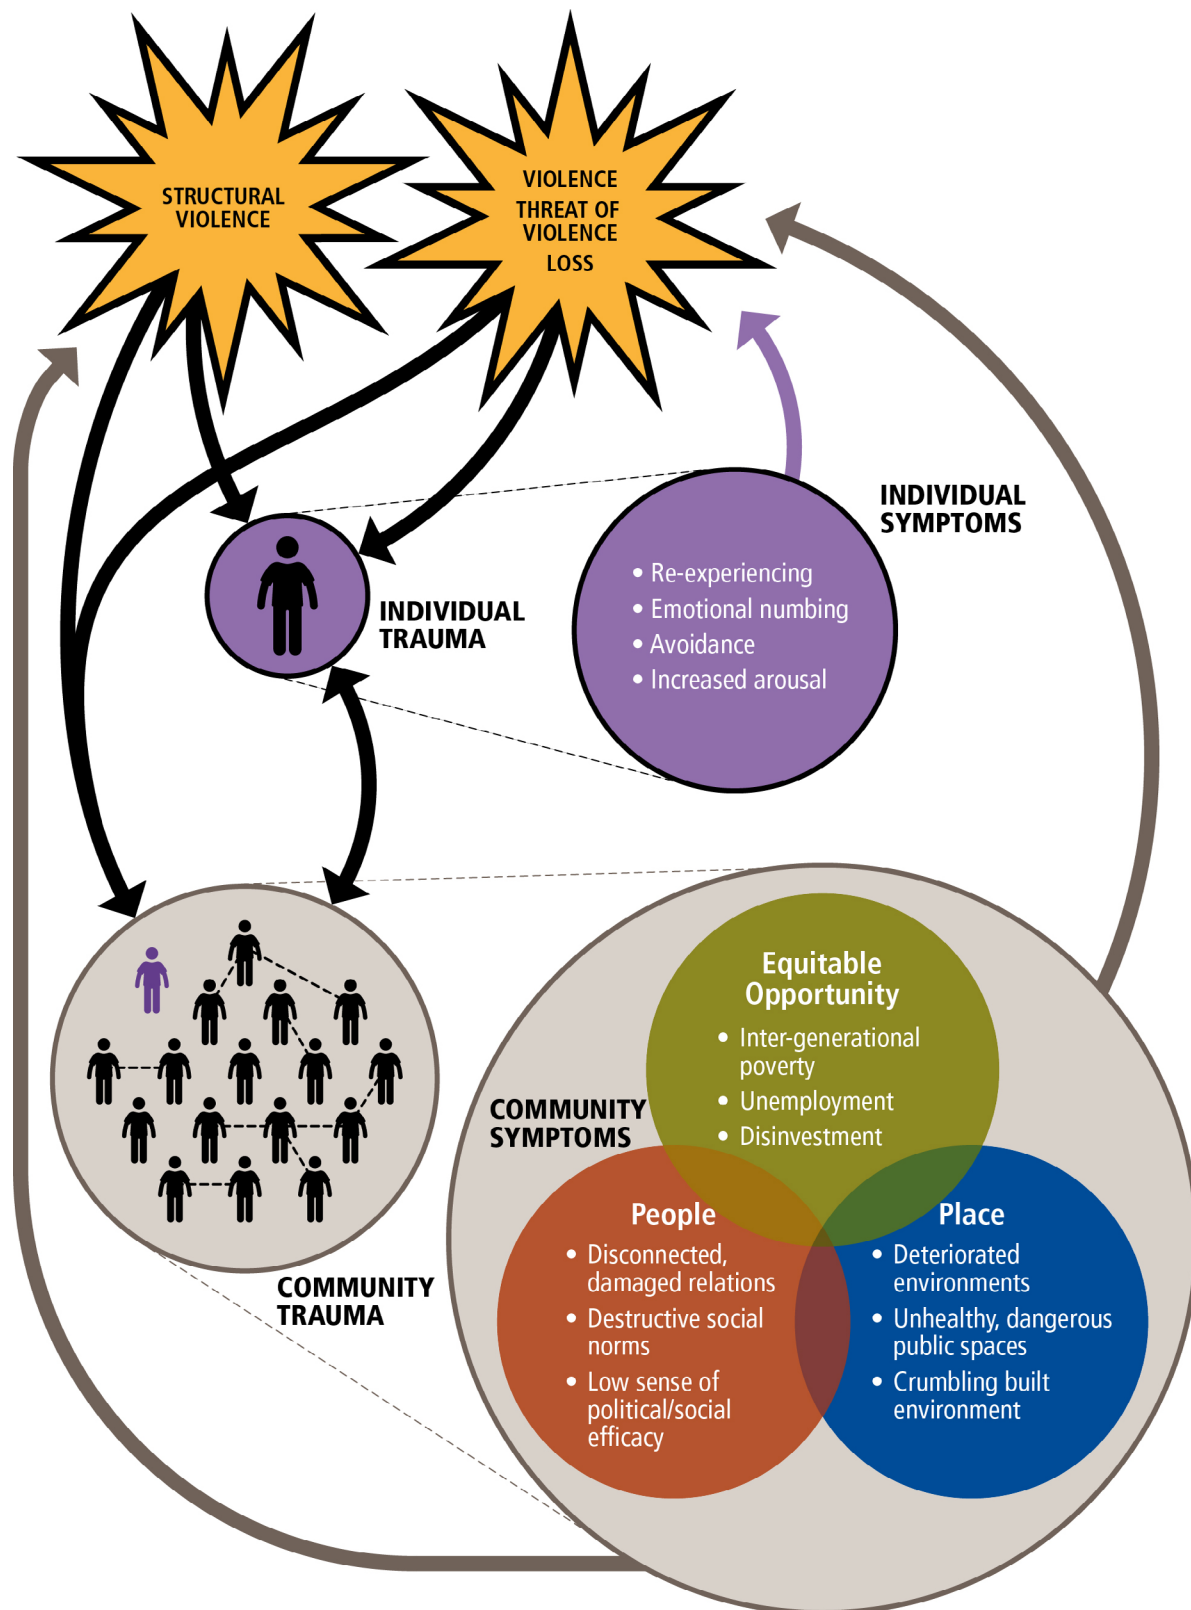 STRUCTURAL
VIOLENCE
VIOLENCE
THREAT OF
VIOLENCE
LOSS
INDIVIDUAL
SYMPTOMS
• Re-experiencing
• Emotional numbing
• Avoidance
• Increased arousal
INDIVIDUAL
TRAUMA
Equitable
Opportunity
• Inter-generational
poverty
• Unemployment
• Disinvestment
COMMUNITY
SYMPTOMS
People
• Disconnected,
damaged relations
• Destructive social
norms
• Low sense of
political/social
efficacy
Place
• Deteriorated
environments
• Unhealthy, dangerous
public spaces
• Crumbling built
environment
COMMUNITY
TRAUMA